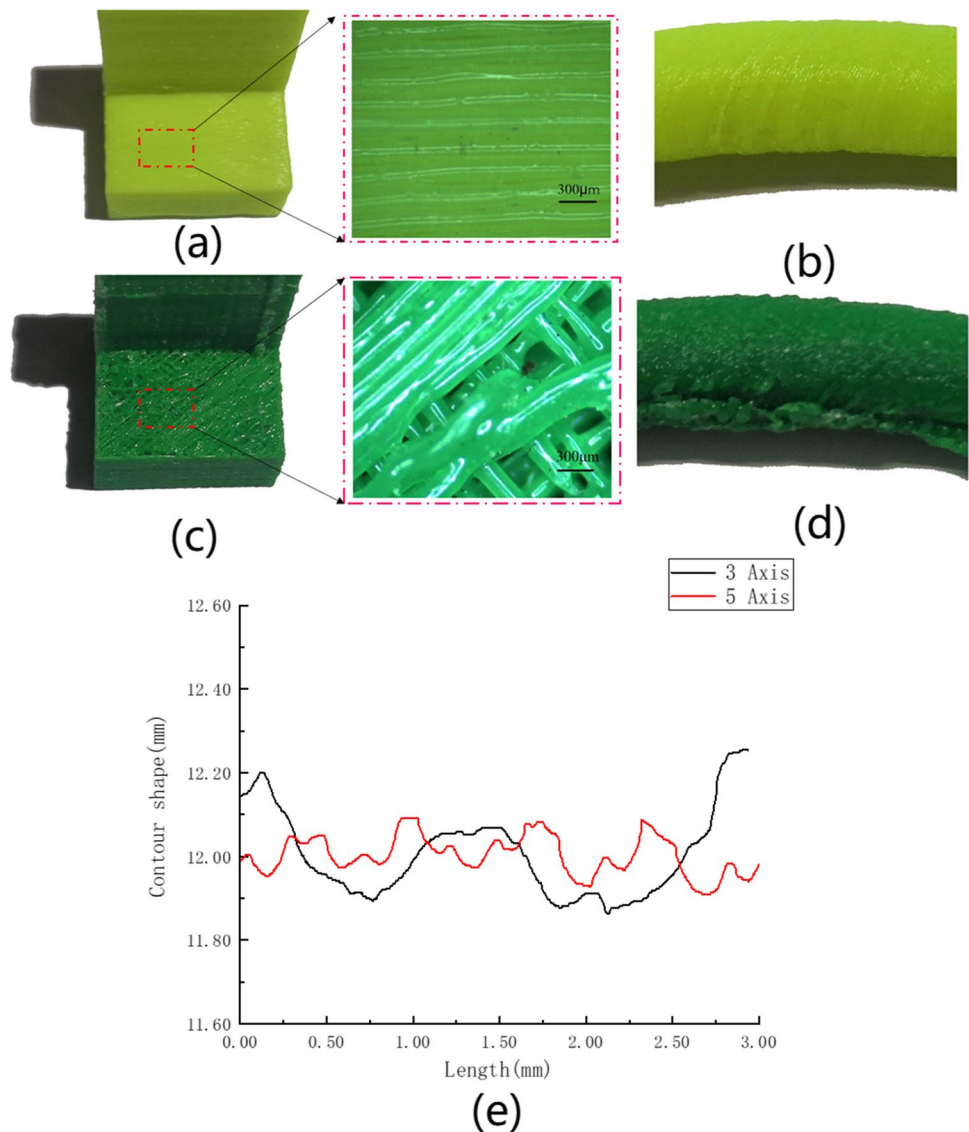 300μm
(a)
(b)
300μm
(c)
(d)
3 Axis
5 Axis
12.60
12.40
12.20
12.00
11.80
11.60
Contour shape(mm)
0.00 0.50 1.00 1.50 2.00 2.50 3.00
Length(mm)
(e)